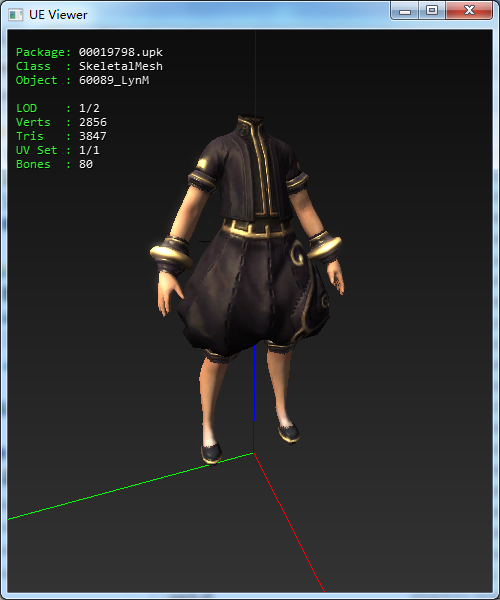 UE Viewer
Package: 00019798.upk
Class : SkeletalMesh
Object : 60089_LynM
LOD : 1/2
Verts : 2856
Tris : 3847
UV Set : 1/1
Bones : 80